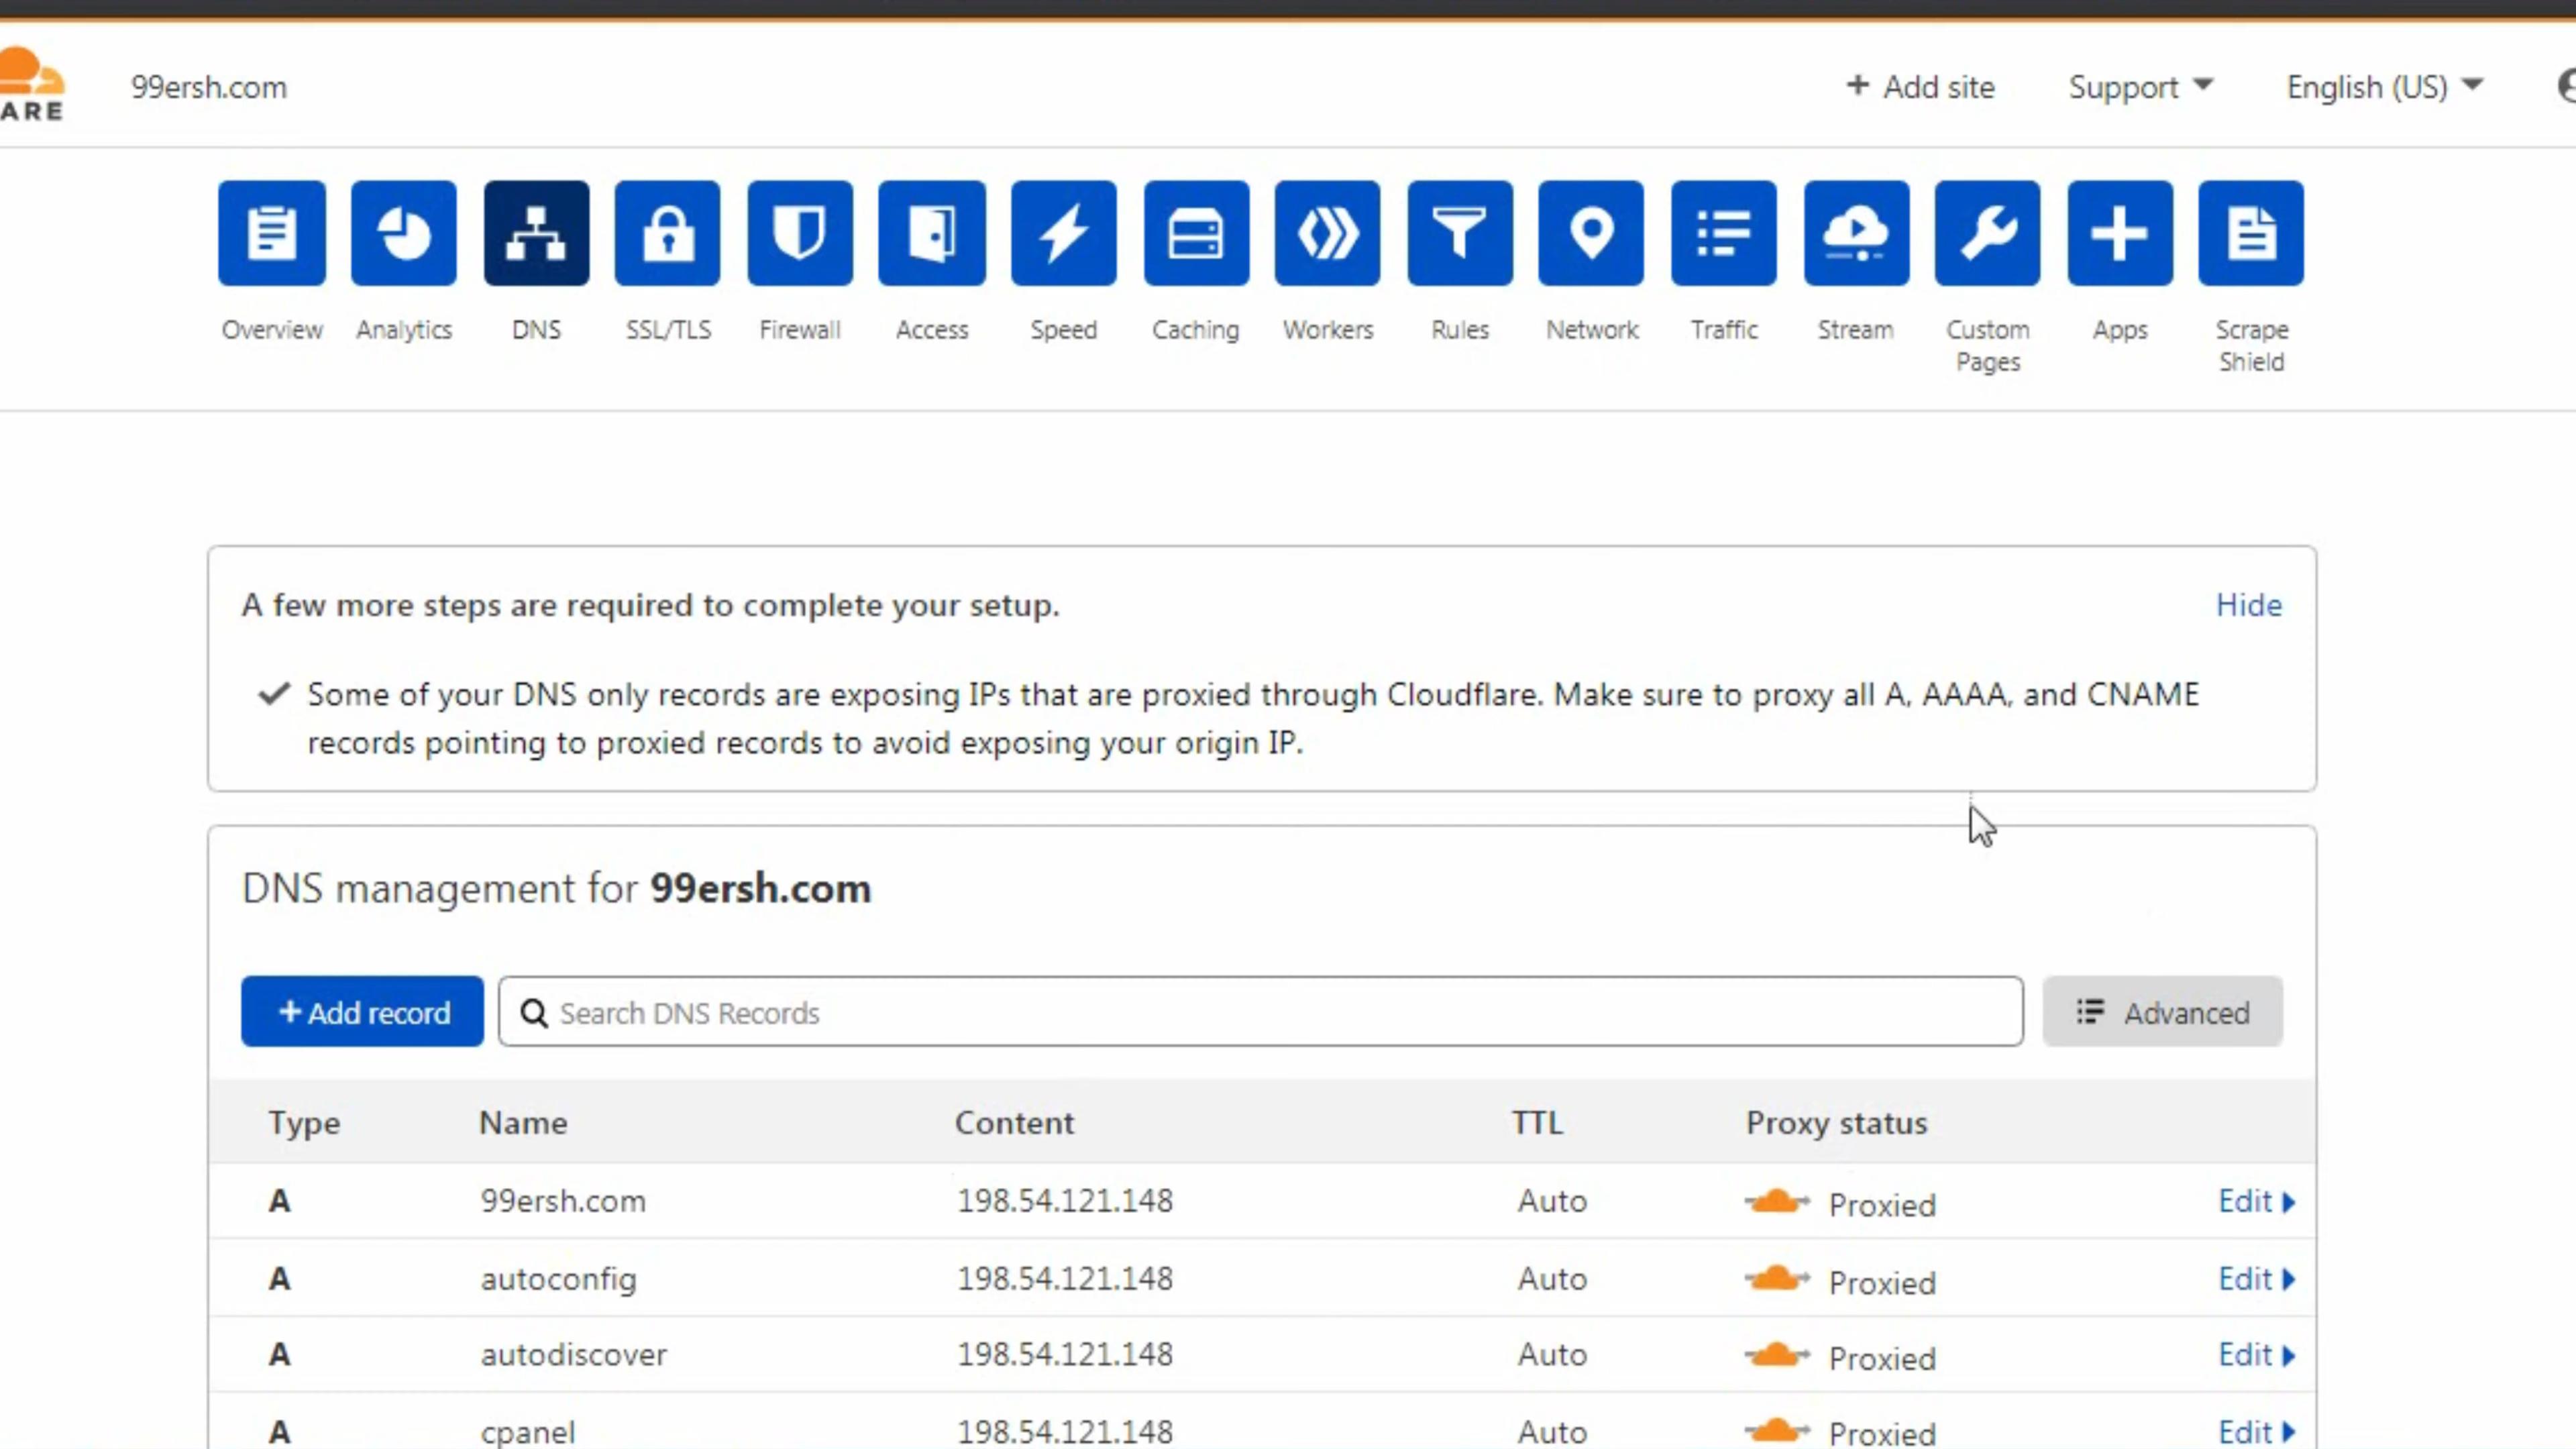 ARE
99ersh.com
+ Add site
Support
English (US)
Overview
Analytics
DNS
SSL/TLS
Firewall
Access
Speed
Caching
Workers
Rules
Network
Traffic
Stream
Custom
Pages
Apps
Scrape
Shield
A few more steps are required to complete your setup.
Hide
Some of your DNS only records are exposing IPs that are proxied through Cloudflare. Make sure to proxy all A, AAAA, and CNAME
records pointing to proxied records to avoid exposing your origin IP.
DNS management for 99ersh.com
+ Add record
Search DNS Records
Advanced
Type Name Content TTL Proxy status
A 99ersh.com 198.54.121.148 Auto Proxied Edit
A autoconfig 198.54.121.148 Auto Proxied Edit
A autodiscover 198.54.121.148 Auto Proxied Edit
A cpanel 198.54.121.148 Auto Proxied Edit